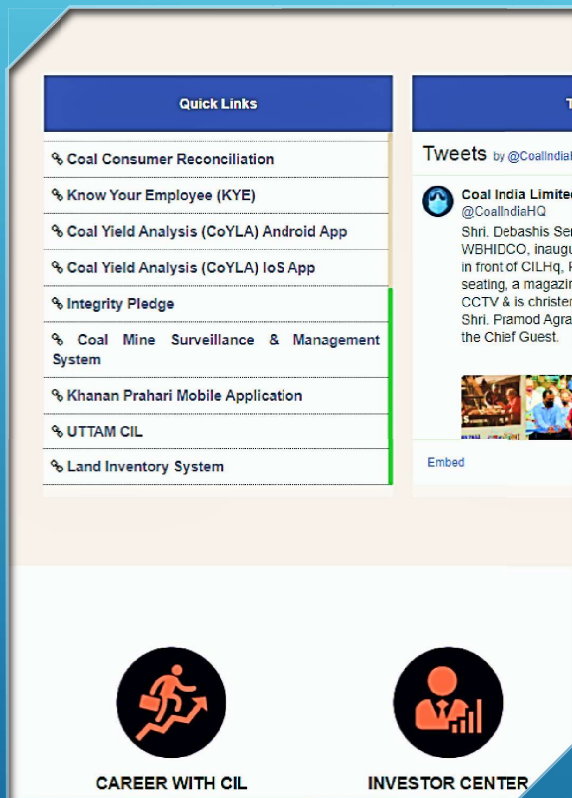 Quick Links
Coal Consumer Reconciliation
Know Your Employee (KYE)
Coal Yield Analysis (CoYLA) Android App
Coal Yield Analysis (CoYLA) IoS App
Integrity Pledge
Coal Mine Surveillance & Management
System
Khanan Prahari Mobile Application
UTTAM CIL
Land Inventory System
Tweets by @CoalIndia
Coal India Limited
@CoalIndiaHQ
Shri. Debashis Se
WBHIDCO, inaugu
in front of CILHq,
seating, a magazin
CCTV & is christe
Shri. Pramod Agra
the Chief Guest.
Embed
CAREER WITH CIL
INVESTOR CENTER